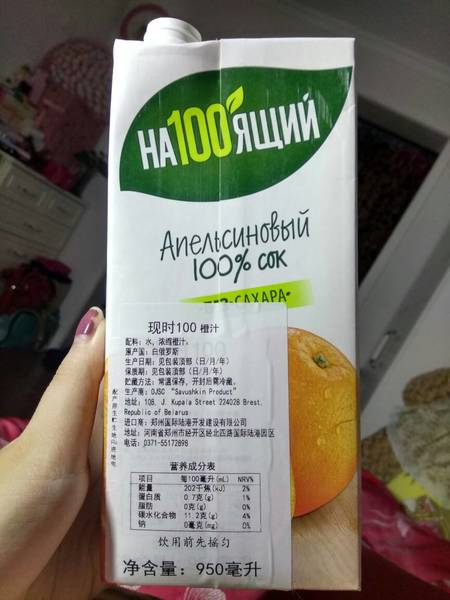 НА100ЯЩИЙ
Апельсиновый
100% сок
САХАРА
现时100 橙汁
配料：水，浓缩橙汁。
原产国：白俄罗斯
生产日期：见包装顶部（日/月/年）
保质期：见包装顶部（日/月/年）
贮藏方法：常温保存，开封后需冷藏。
生产商：OJSC "Savushkin Product"
地址：108, J. Kupala Street 224028 Brest,
Republic of Belarus
进口商：郑州国际陆港开发建设有限公司
地址：河南省郑州市经开区经北四路国际陆港园区
电话：0371-55172898
营养成分表
项目 每100毫升(mL) NRV%
能量 202千焦(kJ) 2%
蛋白质 0.7克(g) 1%
脂肪 0克(g) 0%
碳水化合物 11.2克(g) 4%
钠 0毫克(mg) 0%
饮用前先摇匀
净含量：950毫升